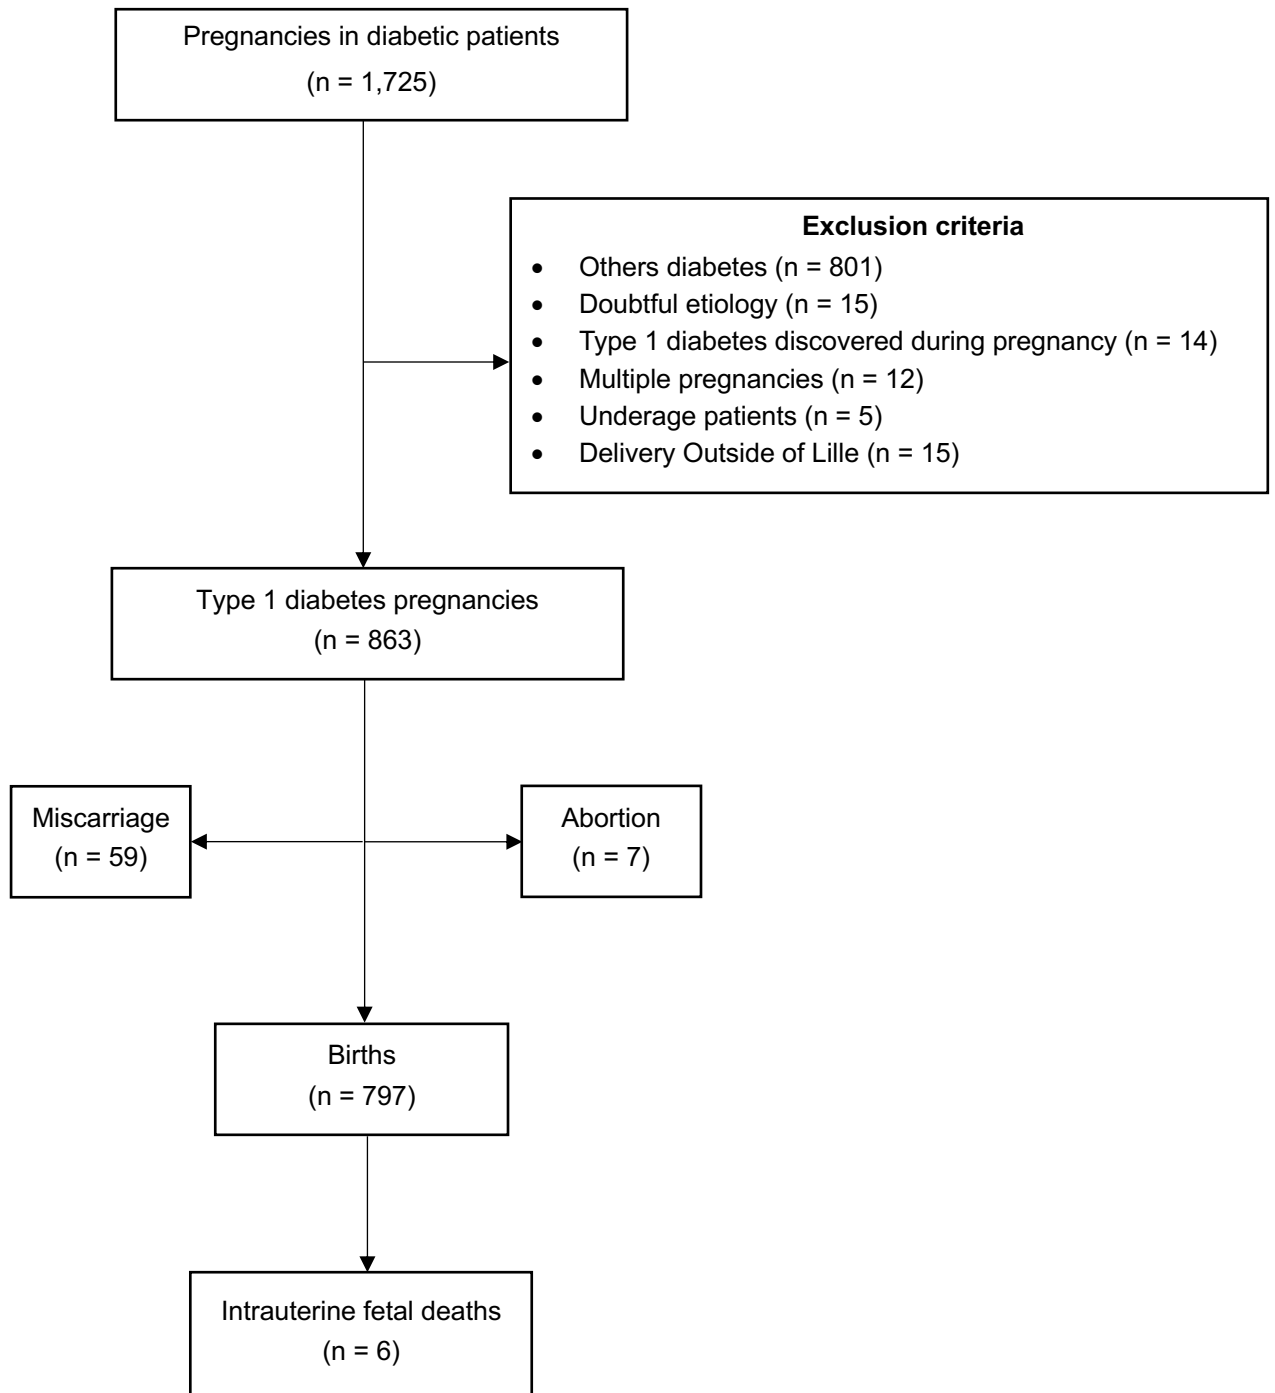 Pregnancies in diabetic patients
(n = 1,725)
Exclusion criteria
• Others diabetes (n = 801)
• Doubtful etiology (n = 15)
• Type 1 diabetes discovered during pregnancy (n = 14)
• Multiple pregnancies (n = 12)
• Underage patients (n = 5)
• Delivery Outside of Lille (n = 15)
Type 1 diabetes pregnancies
(n = 863)
Miscarriage
(n = 59)
Abortion
(n = 7)
Births
(n = 797)
Intrauterine fetal deaths
(n = 6)